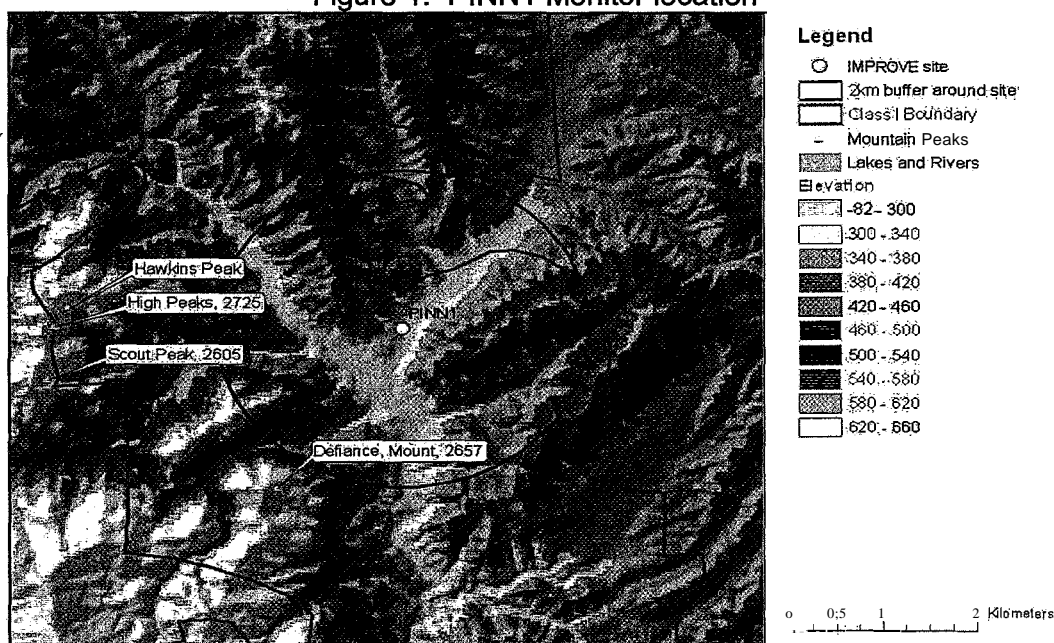 Figure 1. PINN1 Monitor location
Hawkins Peak
High Peaks, 2725
PINN1
Scout Peak, 2605
Defiance, Mount, 2657
Legend
IMPROVE site
2km buffer around site
Class I Boundary
Mountain Peaks
Lakes and Rivers
Elevation
-82 - 300
300 - 340
340 - 380
380 - 420
420 - 460
460 - 500
500 - 540
540 - 580
580 - 620
620 - 660
0 0.5 1 2 Kilometers